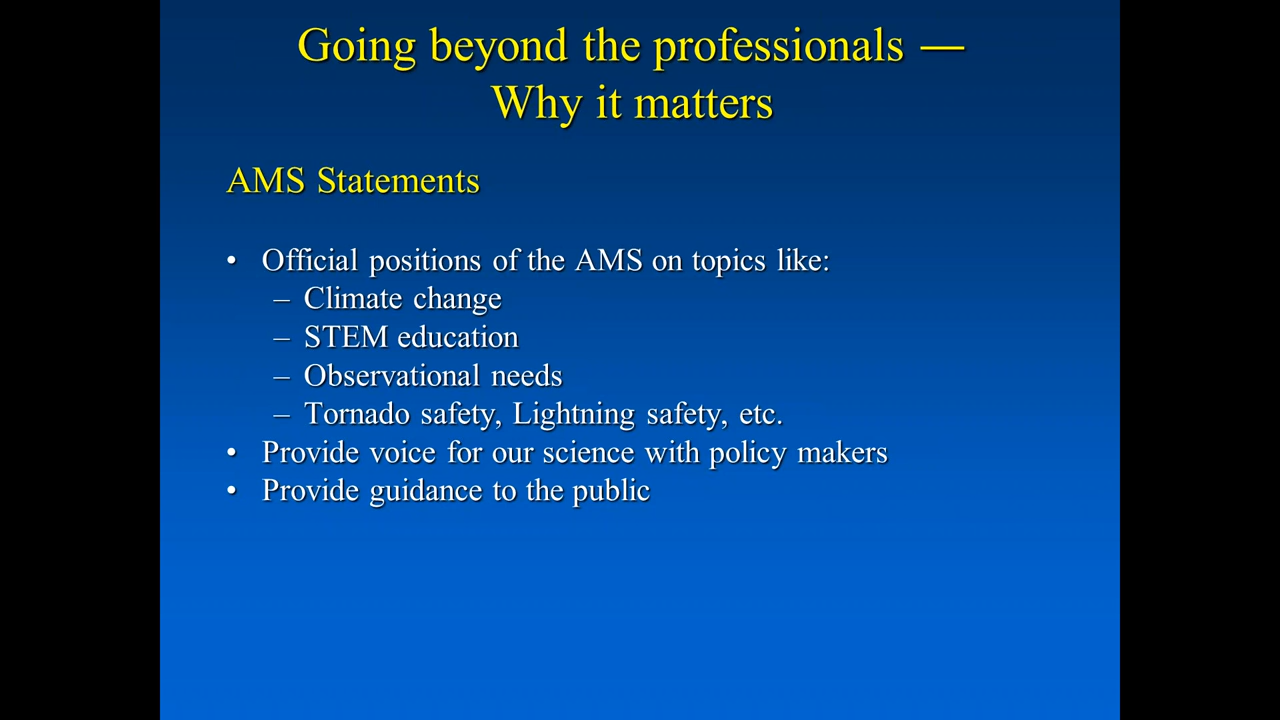 Going beyond the professionals —
Why it matters
AMS Statements
• Official positions of the AMS on topics like:
– Climate change
– STEM education
– Observational needs
– Tornado safety, Lightning safety, etc.
• Provide voice for our science with policy makers
• Provide guidance to the public